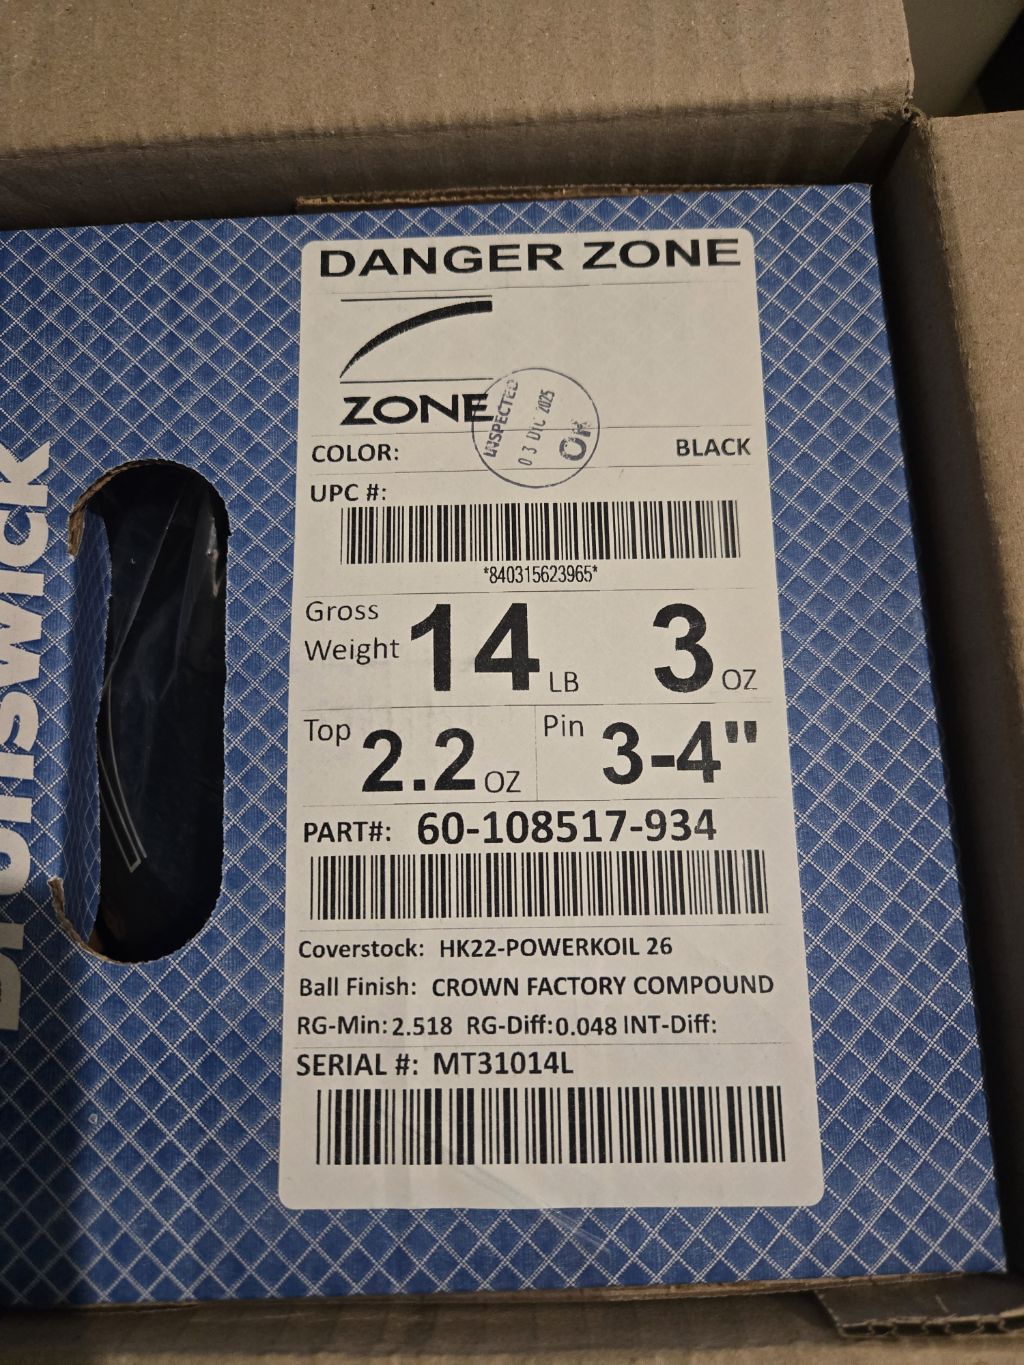 DANGER ZONE
ZONE
INSPECTED
03 DIC 2025
OK
COLOR: BLACK
UPC #:
*840315623965*
Gross Weight 14 LB 3 OZ
Top 2.2 OZ Pin 3-4"
PART#: 60-108517-934
Coverstock: HK22-POWERKOIL 26
Ball Finish: CROWN FACTORY COMPOUND
RG-Min: 2.518 RG-Diff: 0.048 INT-Diff:
SERIAL #: MT31014L
Brunswick